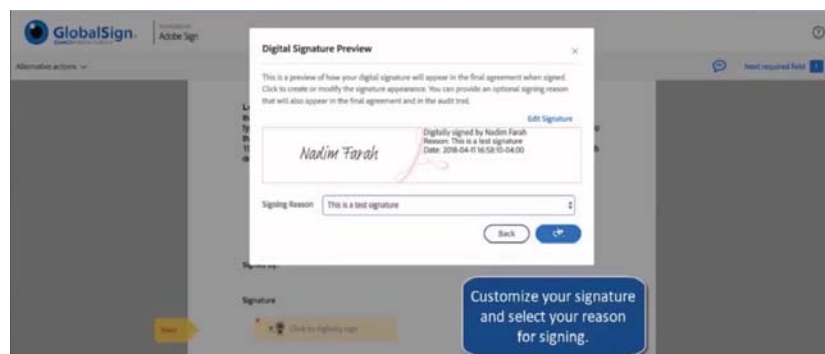 GlobalSign
Adobe Sign
Alternative actions
Next required field
Digital Signature Preview
This is a preview of how your digital signature will appear in the final agreement when signed.
Click to create or modify the signature appearance. You can provide an optional signing reason
that will also appear in the final agreement and in the audit trail.
Edit Signature
Nadim Farah
Digitally signed by Nadim Farah
Reason: This is a test signature
Date: 2018-04-11 16:58:10-04:00
Signing Reason
This is a test signature
Back
Signature
Click to digitally sign
Customize your signature
and select your reason
for signing.